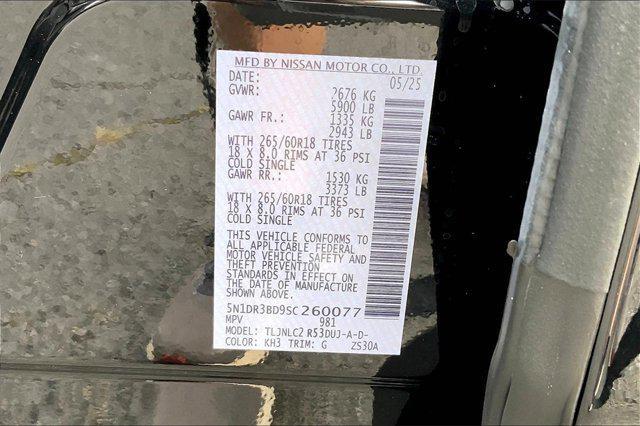 MFD BY NISSAN MOTOR CO., LTD.
DATE: 05/25
GVWR: 2676 KG
5900 LB
GAWR FR.: 1335 KG
2943 LB
WITH 265/60R18 TIRES
18 X 8.0 RIMS AT 36 PSI
COLD SINGLE
GAWR RR.: 1530 KG
3373 LB
WITH 265/60R18 TIRES
18 X 8.0 RIMS AT 36 PSI
COLD SINGLE
THIS VEHICLE CONFORMS TO
ALL APPLICABLE FEDERAL
MOTOR VEHICLE SAFETY AND
THEFT PREVENTION
STANDARDS IN EFFECT ON
THE DATE OF MANUFACTURE
SHOWN ABOVE.
5N1DR3BD9SC260077
MPV 981
MODEL: TLJNLC2 R53DUJ-A-D-
COLOR: KH3 TRIM: G ZS30A